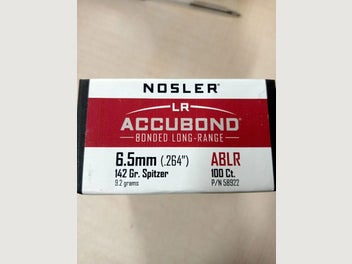 NOSLER®
LR
ACCUBOND®
BONDED LONG-RANGE
6.5mm (.264") ABLR
142 Gr. Spitzer 100 Ct.
9.2 grams P/N 58922